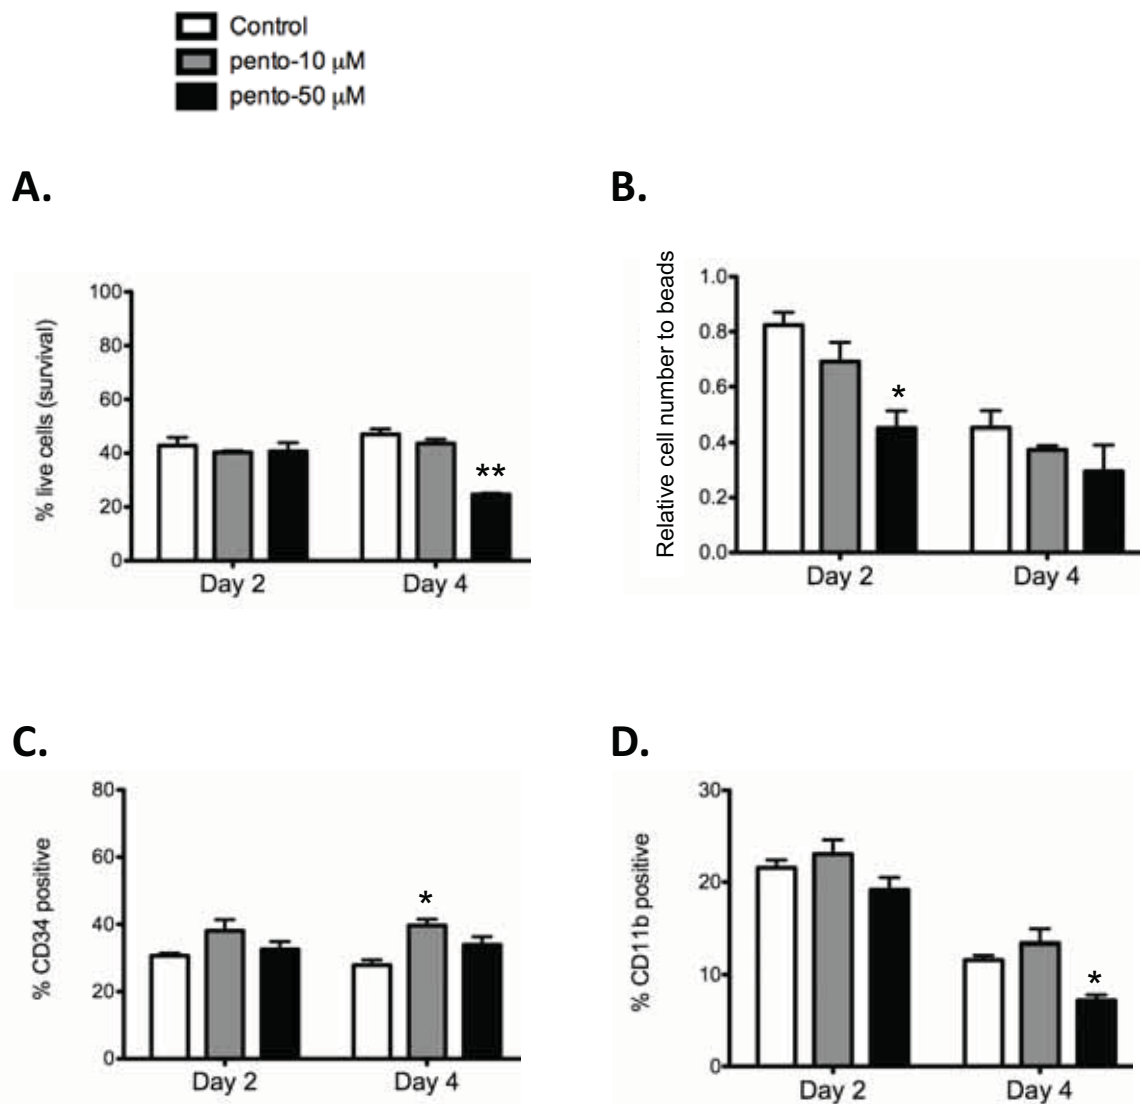 Control
pento-10 μM
pento-50 μM
A.
% live cells (survival)
100
80
60
40
20
0
**
Day 2
Day 4
B.
Relative cell number to beads
1.0
0.8
0.6
0.4
0.2
0.0
*
Day 2
Day 4
C.
% CD34 positive
80
60
40
20
0
*
Day 2
Day 4
D.
% CD11b positive
30
20
10
0
*
Day 2
Day 4